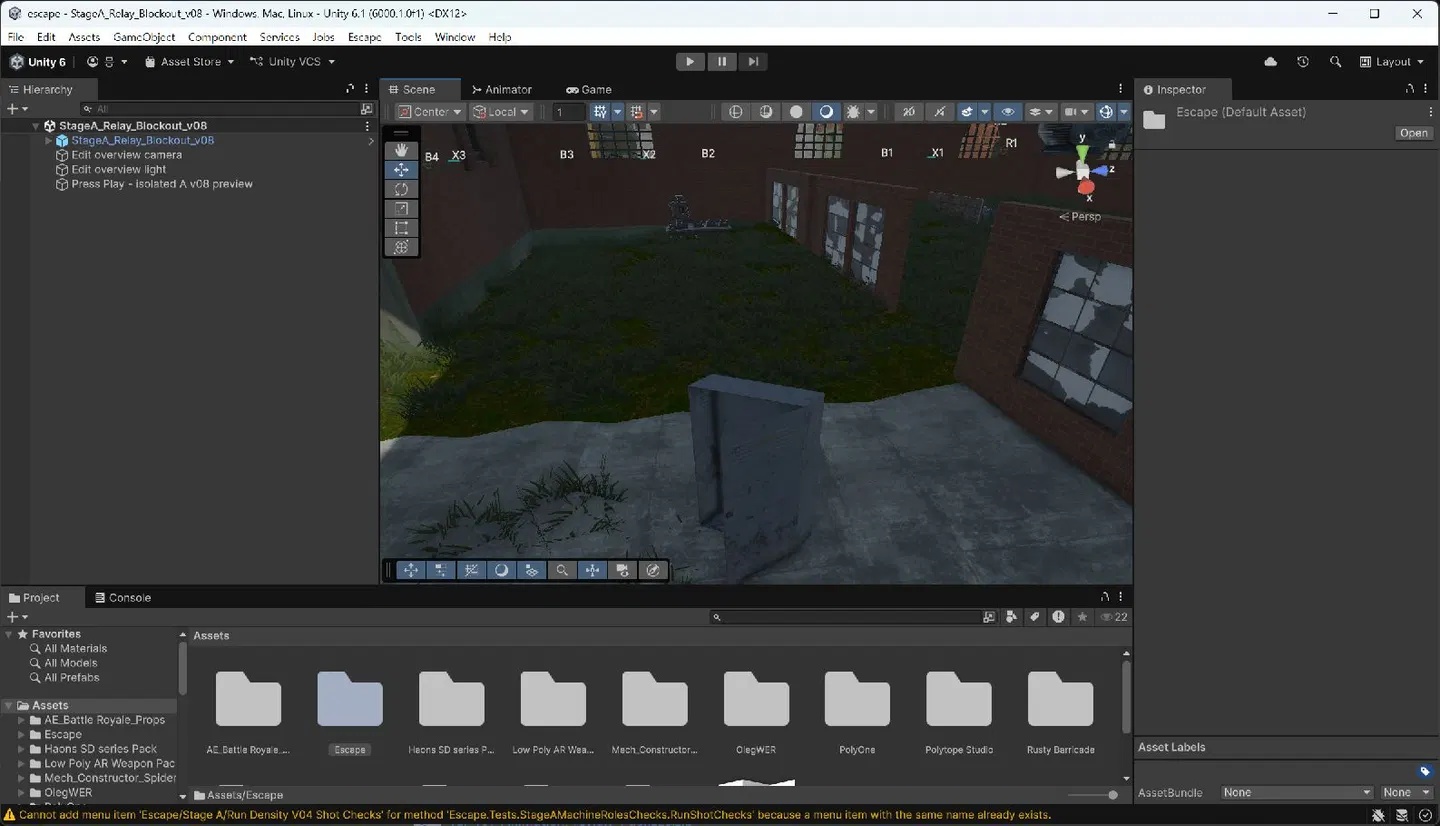 escape - StageA_Relay_Blockout_v08 - Windows, Mac, Linux - Unity 6.1 (6000.1.0f1) <DX12>
File Edit Assets GameObject Component Services Jobs Escape Tools Window Help
Unity 6 Asset Store Unity VCS Layout
Hierarchy
All
StageA_Relay_Blockout_v08
StageA_Relay_Blockout_v08
Edit overview camera
Edit overview light
Press Play - isolated A v08 preview
Scene Animator Game
Center Local 1 2D
B4 X3 B3 X2 B2 B1 X1 R1
y
z
x
Persp
Inspector
Escape (Default Asset)
Open
Project Console
22
Favorites
All Materials
All Models
All Prefabs
Assets
AE_Battle Royale_Props
Escape
Haons SD series Pack
Low Poly AR Weapon Pac
Mech_Constructor_Spider
OlegWER
Assets
AE_Battle Royale_... Escape Haons SD series P... Low Poly AR Wea... Mech_Constructor... OlegWER PolyOne Polytope Studio Rusty Barricade
Assets/Escape
Asset Labels
AssetBundle None None
Cannot add menu item 'Escape/Stage A/Run Density V04 Shot Checks' for method 'Escape.Tests.StageAMachineRolesChecks.RunShotChecks' because a menu item with the same name already exists.